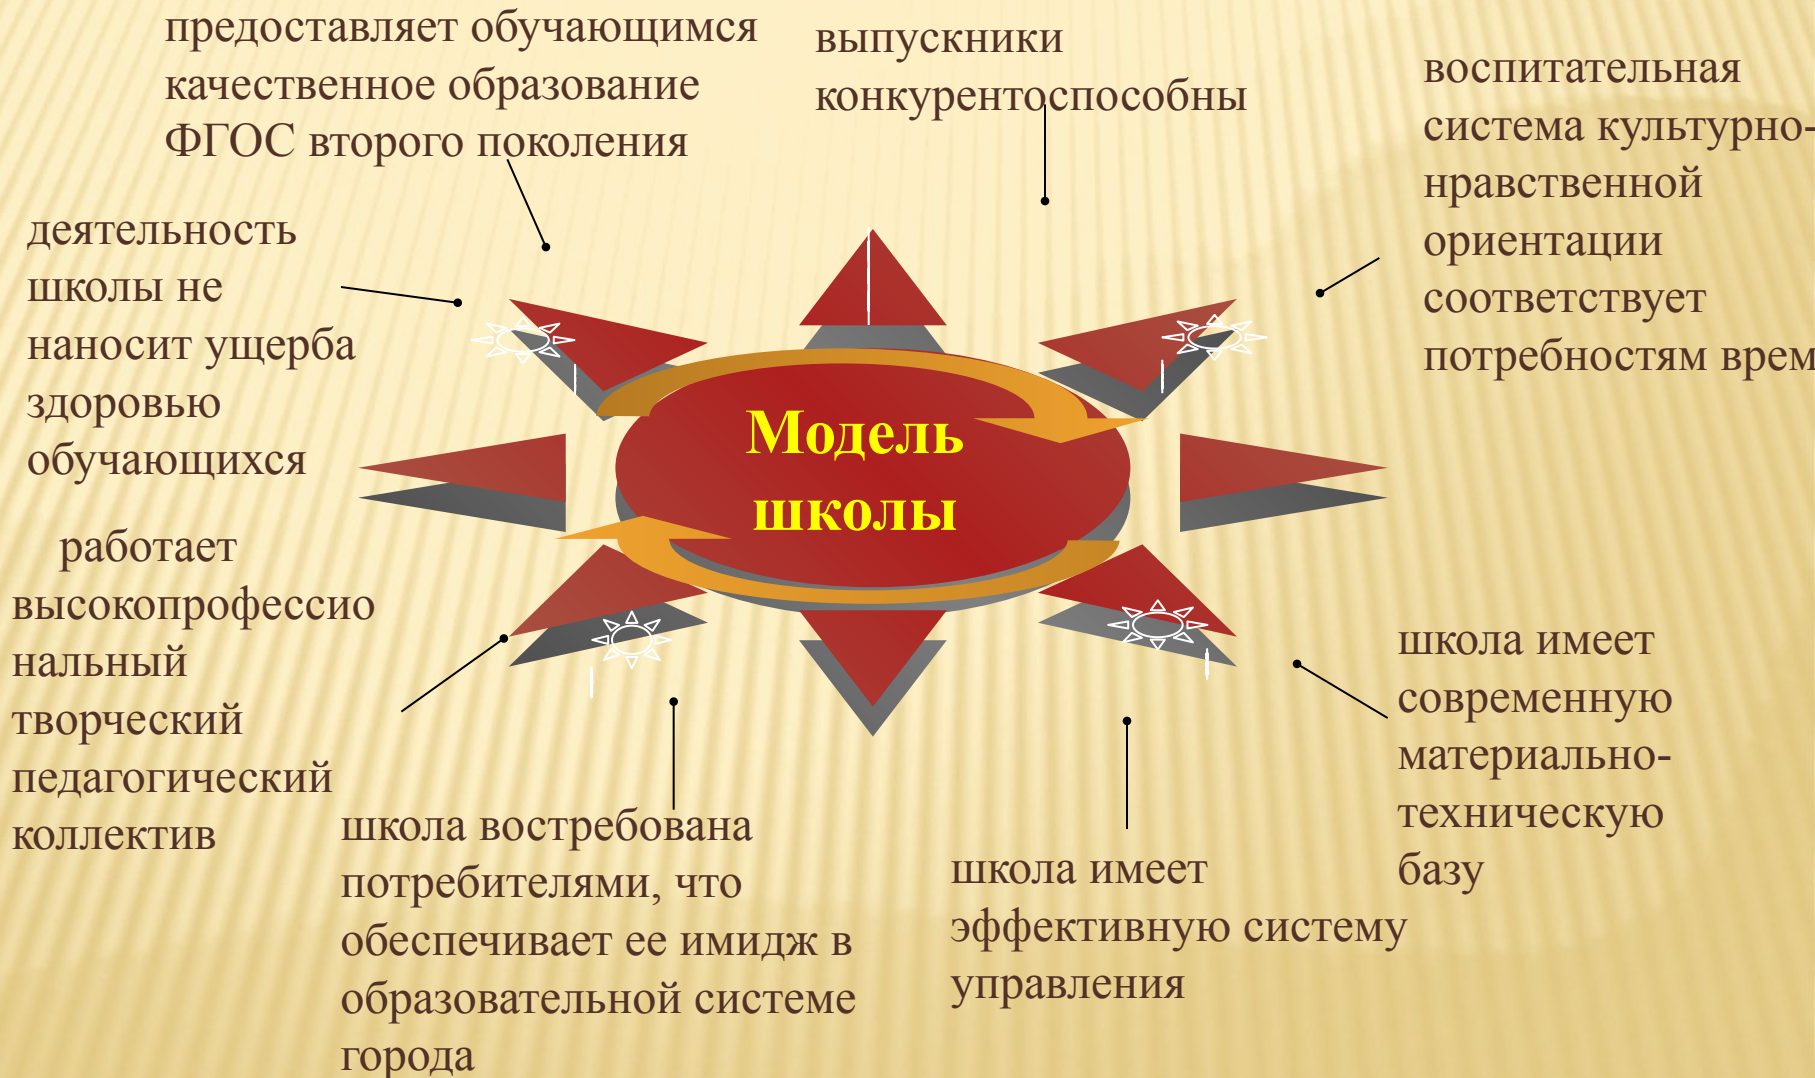 предоставляет обучающимся
качественное образование
ФГОС второго поколения
выпускники
конкурентоспособны
воспитательная
система культурно-
нравственной
ориентации
соответствует
потребностям врем
деятельность
школы не
наносит ущерба
здоровью
обучающихся
Модель
школы
работает
высокопрофессио
нальный
творческий
педагогический
коллектив
школа востребована
потребителями, что
обеспечивает ее имидж в
образовательной системе
города
школа имеет
эффективную систему
управления
школа имеет
современную
материально-
техническую
базу